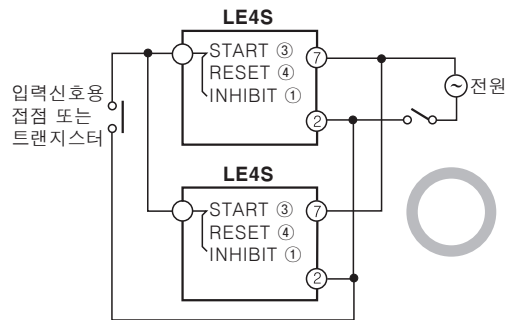 LE4S
START ③
RESET ④
INHIBIT ①
⑦
②
입력신호용
접점 또는
트랜지스터
~전원
LE4S
START ③
RESET ④
INHIBIT ①
⑦
②